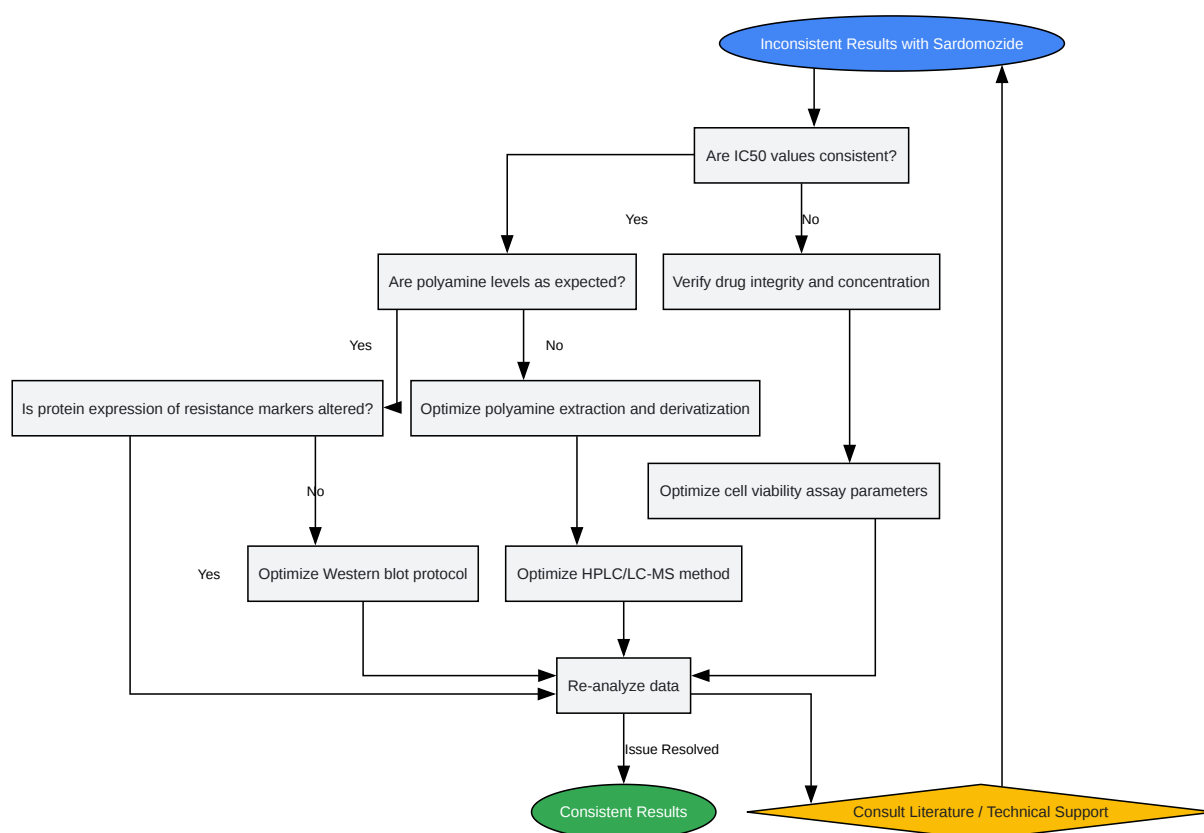 Inconsistent Results with Sardomozide
Are IC50 values consistent?
Yes
No
Are polyamine levels as expected?
Verify drug integrity and concentration
Yes
No
Is protein expression of resistance markers altered?
Optimize polyamine extraction and derivatization
No
Optimize cell viability assay parameters
Yes
Optimize Western blot protocol
Optimize HPLC/LC-MS method
Re-analyze data
Issue Resolved
Consistent Results
Consult Literature / Technical Support